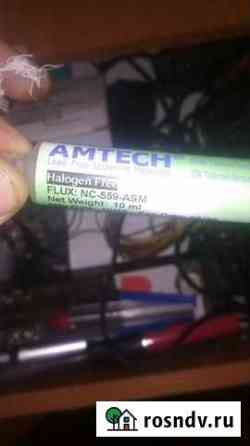 AMTECH
Halogen Free
FLUX: NC-559-ASM
Net Weight 10 ml
rosndv.ru